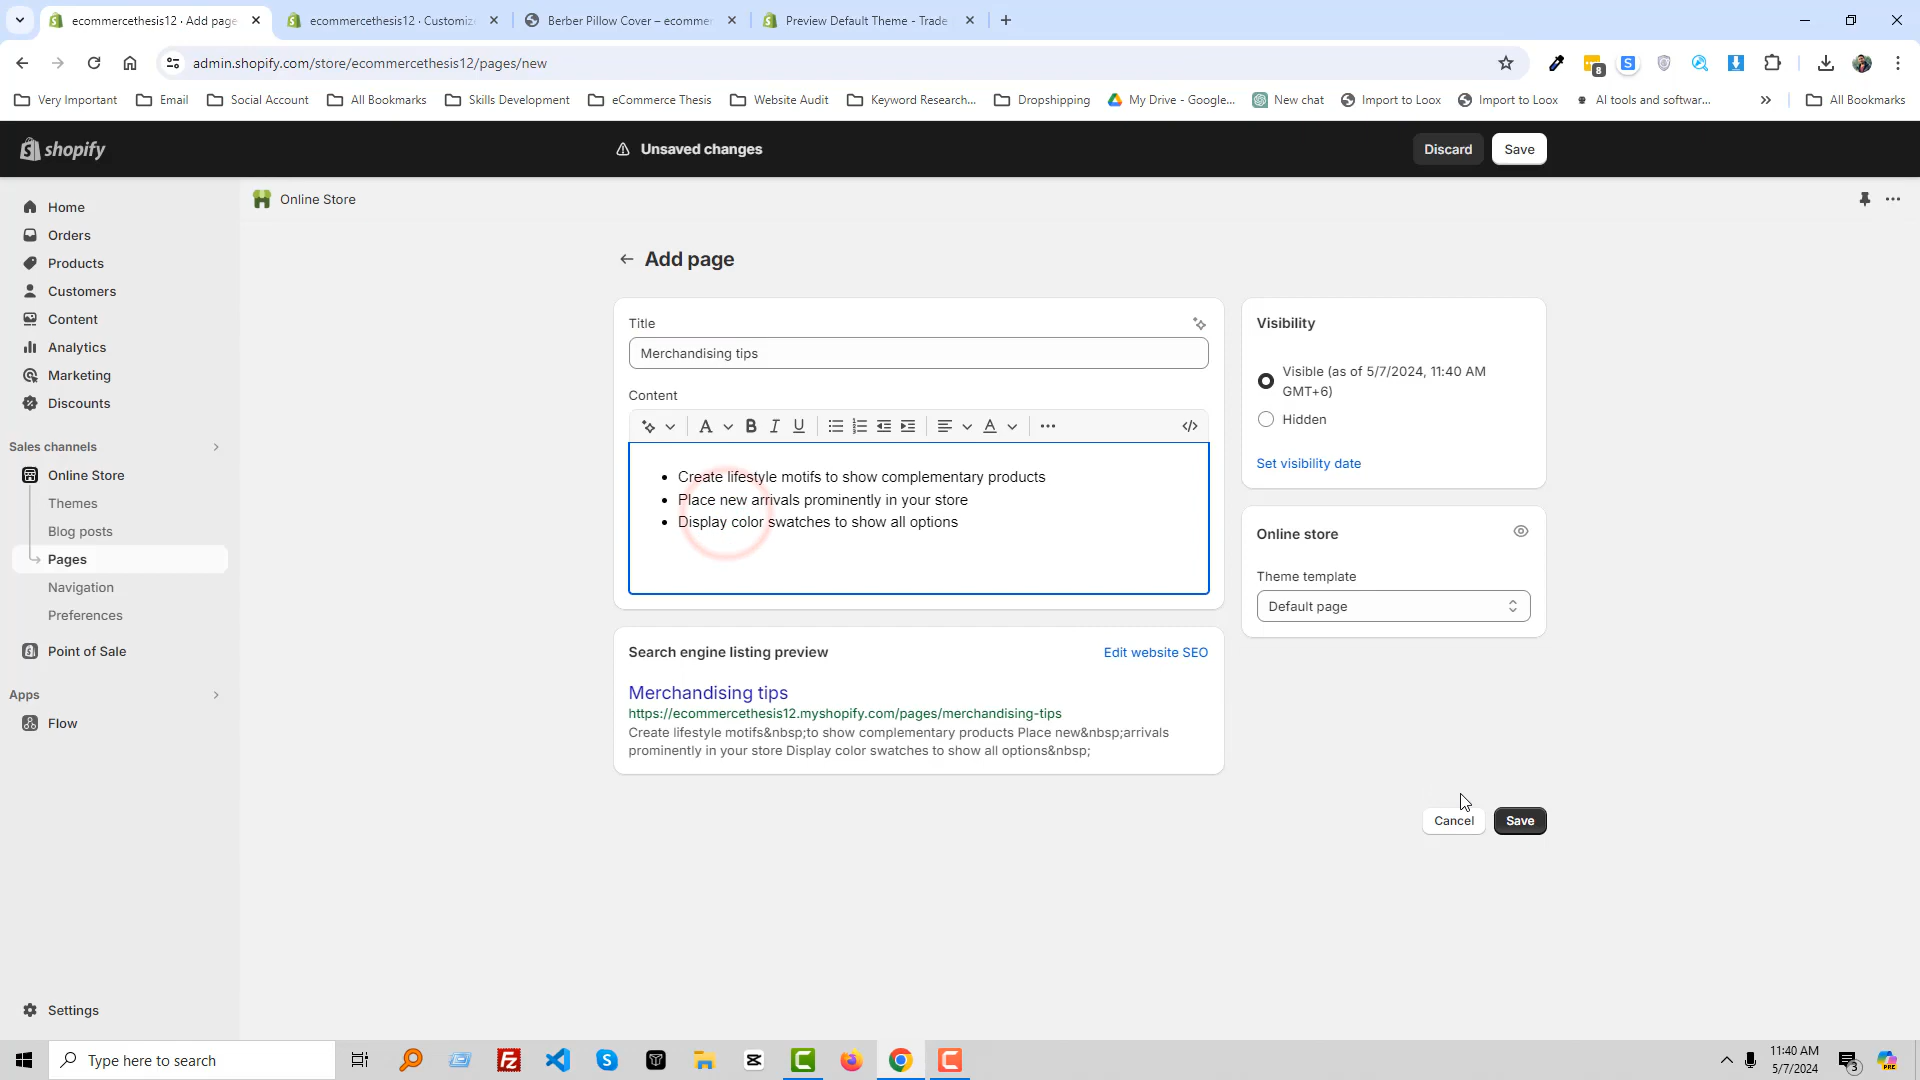 ecommercethesis12 · Add page
ecommercethesis12 · Customize
Berber Pillow Cover – ecommer
Preview Default Theme - Trade
admin.shopify.com/store/ecommercethesis12/pages/new
8
Very Important
Email
Social Account
All Bookmarks
Skills Development
eCommerce Thesis
Website Audit
Keyword Research...
Dropshipping
My Drive - Google...
New chat
Import to Loox
Import to Loox
AI tools and softwar...
All Bookmarks
shopify
Unsaved changes
Discard
Save
Home
Orders
Products
Customers
Content
Analytics
Marketing
Discounts
Sales channels
Online Store
Themes
Blog posts
Pages
Navigation
Preferences
Point of Sale
Apps
Flow
Settings
Online Store
Add page
Title
Merchandising tips
Content
• Create lifestyle motifs to show complementary products
• Place new arrivals prominently in your store
• Display color swatches to show all options
Search engine listing preview
Edit website SEO
Merchandising tips
https://ecommercethesis12.myshopify.com/pages/merchandising-tips
Create lifestyle motifs&nbsp;to show complementary products Place new&nbsp;arrivals
prominently in your store Display color swatches to show all options&nbsp;
Visibility
Visible (as of 5/7/2024, 11:40 AM
GMT+6)
Hidden
Set visibility date
Online store
Theme template
Default page
Cancel
Save
Type here to search
11:40 AM
5/7/2024
3
PRE